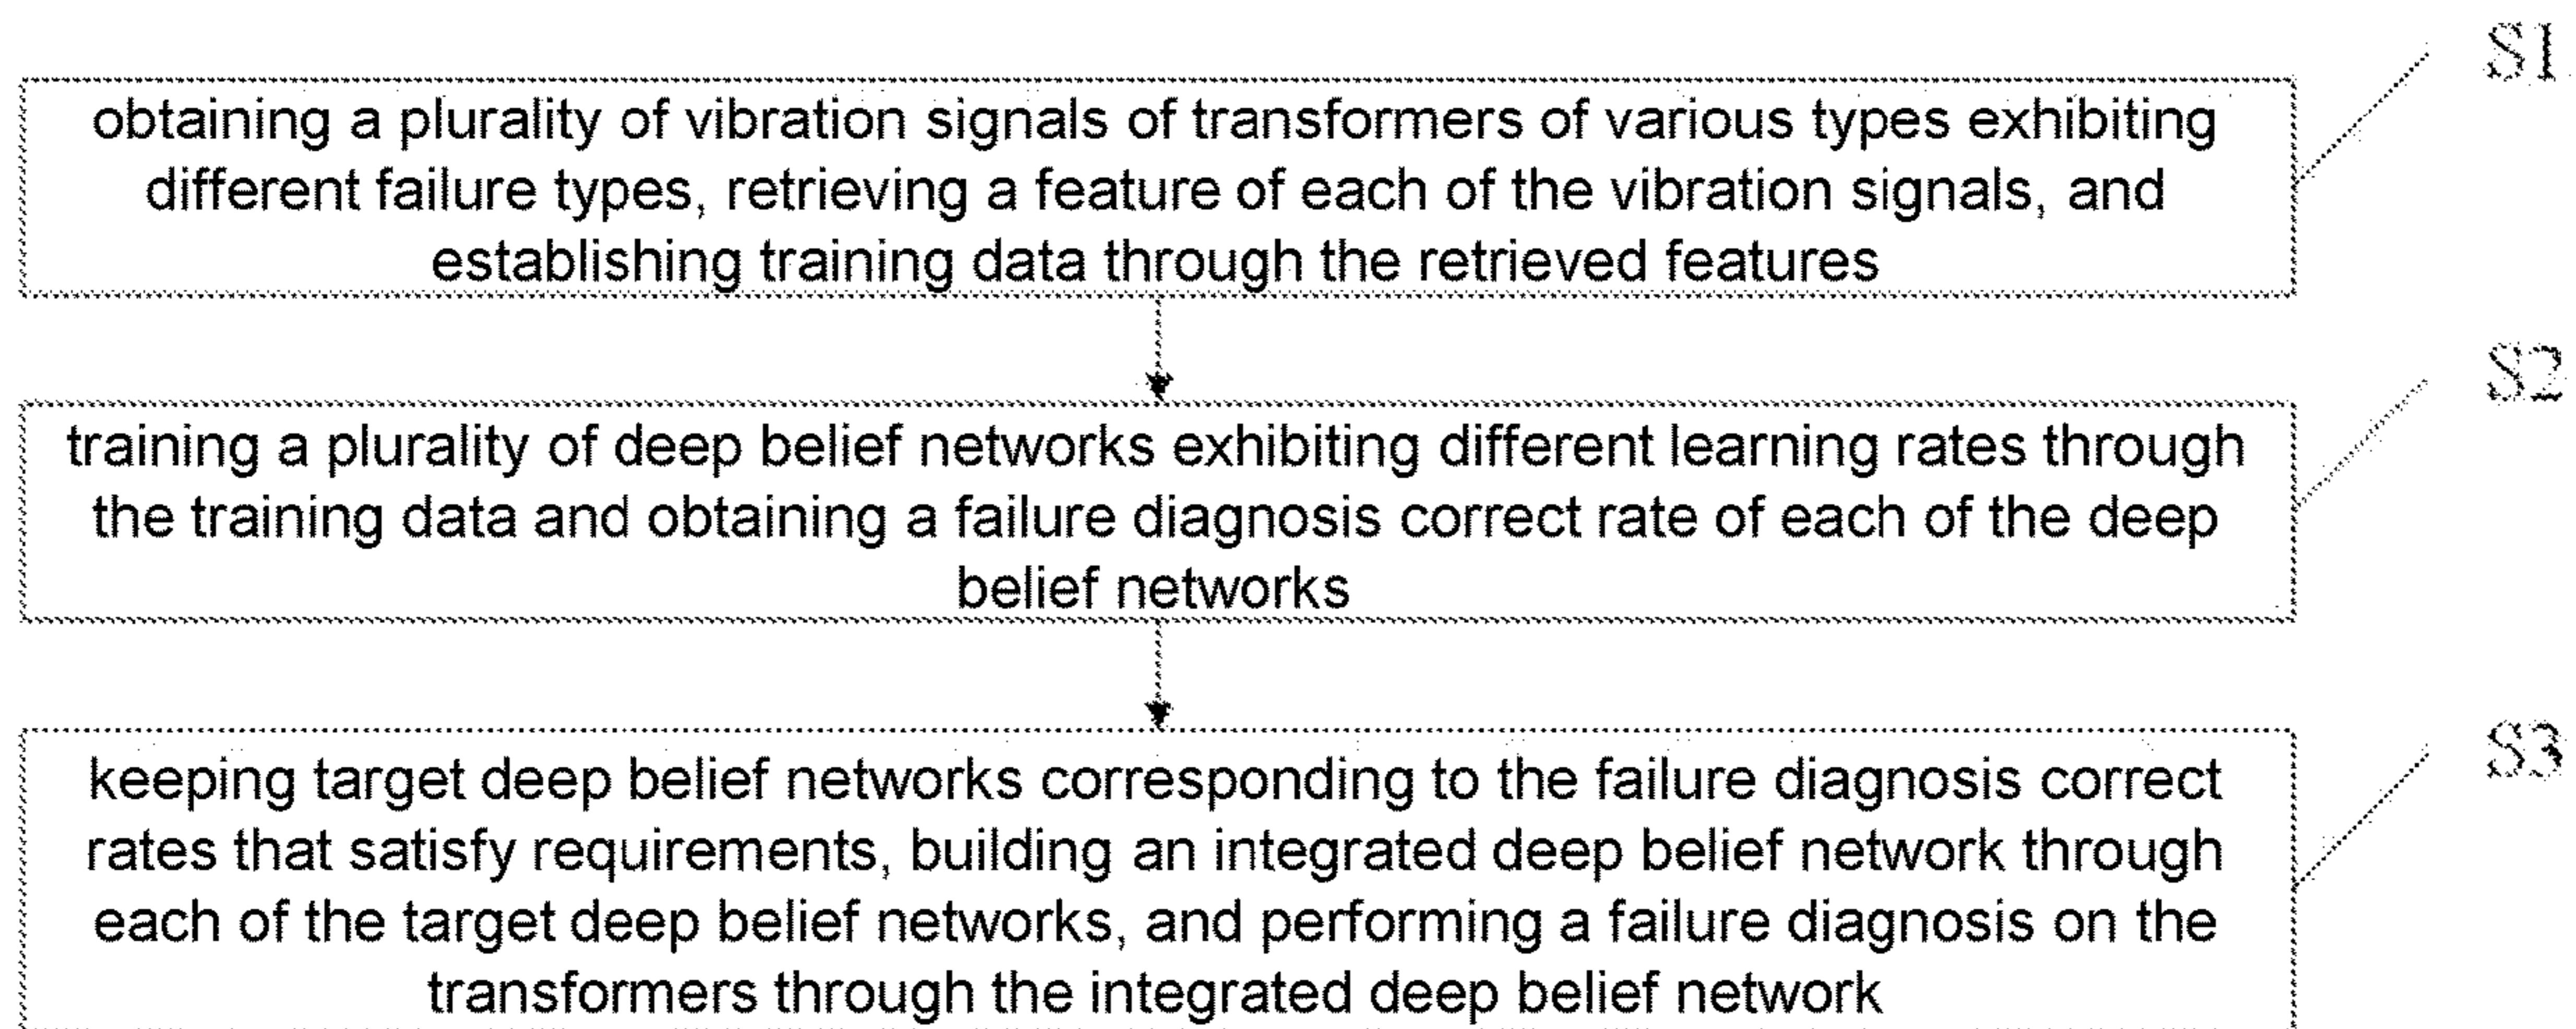 S1
obtaining a plurality of vibration signals of transformers of various types exhibiting
different failure types, retrieving a feature of each of the vibration signals, and
establishing training data through the retrieved features
S2
training a plurality of deep belief networks exhibiting different learning rates through
the training data and obtaining a failure diagnosis correct rate of each of the deep
belief networks
S3
keeping target deep belief networks corresponding to the failure diagnosis correct
rates that satisfy requirements, building an integrated deep belief network through
each of the target deep belief networks, and performing a failure diagnosis on the
transformers through the integrated deep belief network